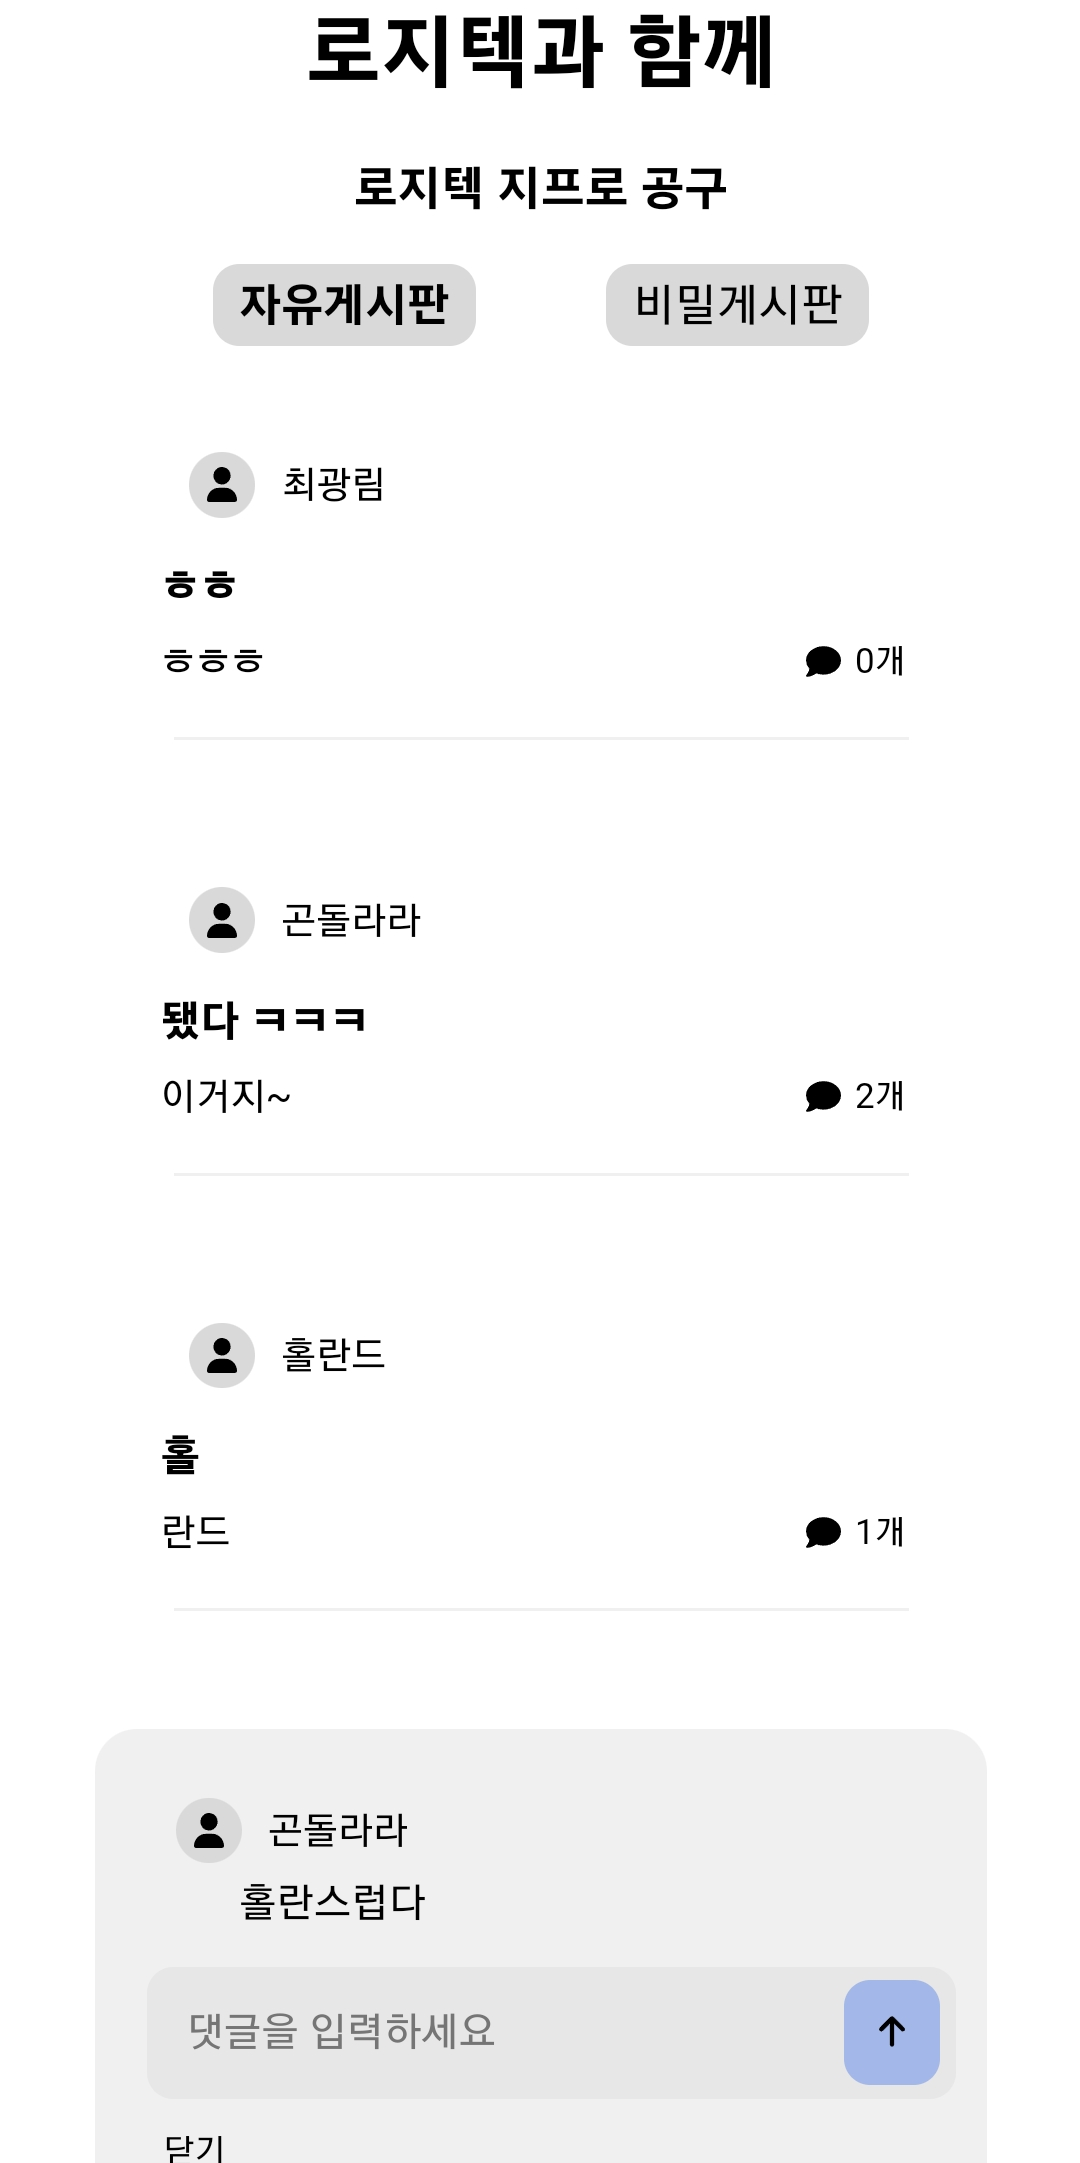 로지텍과 함께
로지텍 지프로 공구
자유게시판 비밀게시판
최광림
ㅎㅎ
ㅎㅎㅎ 0개
곤돌라라
됐다 ㅋㅋㅋ
이거지~ 2개
홀란드
홀
란드 1개
곤돌라라
홀란스럽다
댓글을 입력하세요
닫기